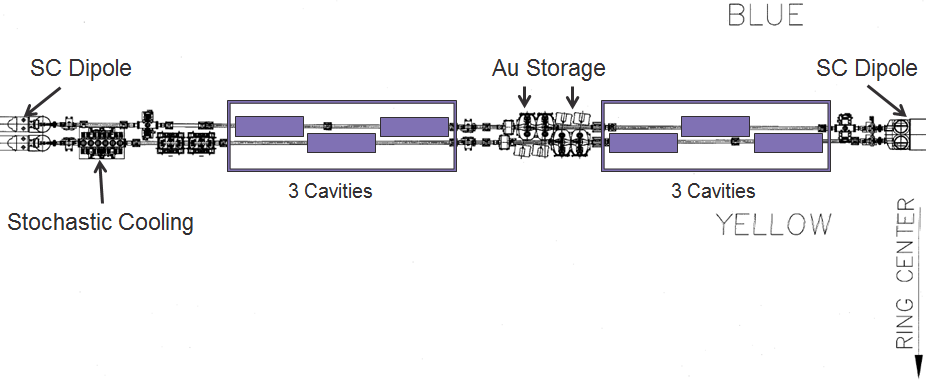 BLUE
SC Dipole
Au Storage
SC Dipole
3 Cavities
3 Cavities
Stochastic Cooling
YELLOW
RING CENTER